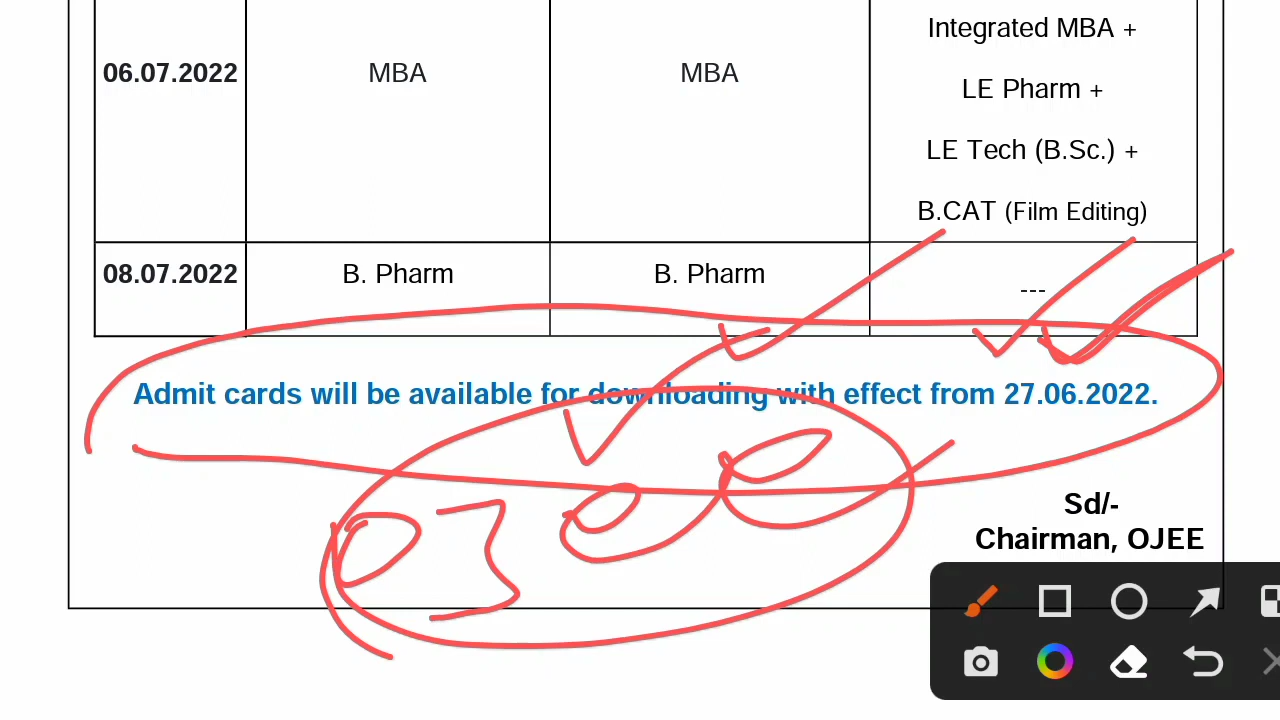 Integrated MBA +
06.07.2022 MBA MBA
LE Pharm +
LE Tech (B.Sc.) +
B.CAT (Film Editing)
08.07.2022 B. Pharm B. Pharm ---
Admit cards will be available for downloading with effect from 27.06.2022.
Sd/-
Chairman, OJEE